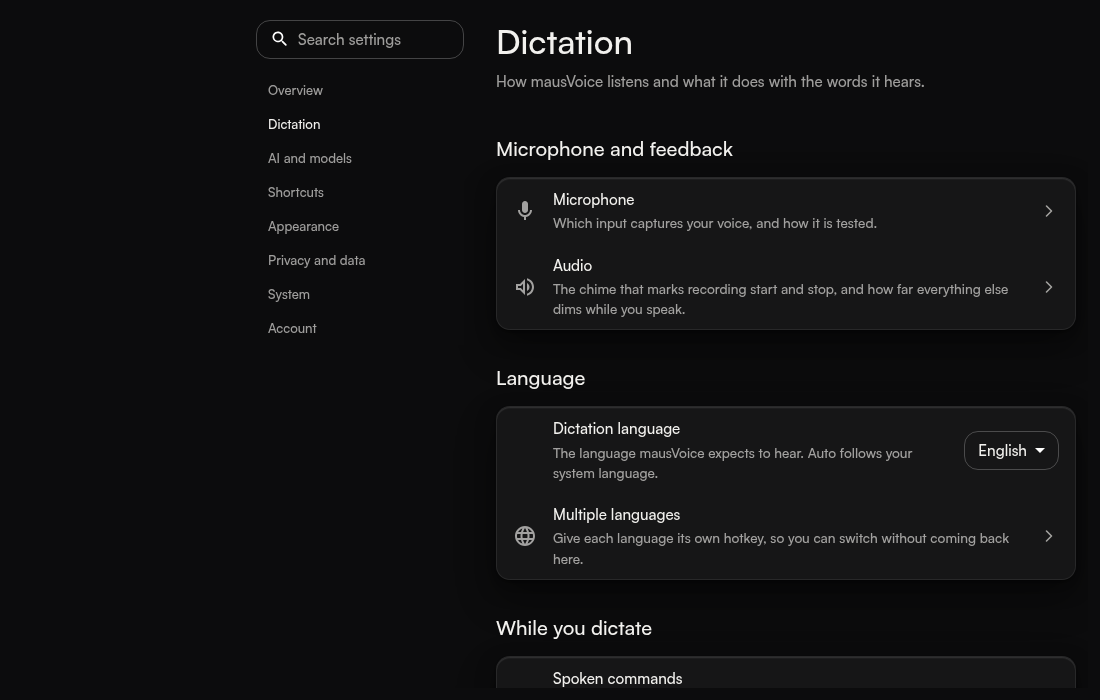 Search settings
Overview
Dictation
AI and models
Shortcuts
Appearance
Privacy and data
System
Account
Dictation
How mausVoice listens and what it does with the words it hears.
Microphone and feedback
Microphone
Which input captures your voice, and how it is tested.
Audio
The chime that marks recording start and stop, and how far everything else
dims while you speak.
Language
Dictation language
The language mausVoice expects to hear. Auto follows your
system language.
English
Multiple languages
Give each language its own hotkey, so you can switch without coming back
here.
While you dictate
Spoken commands